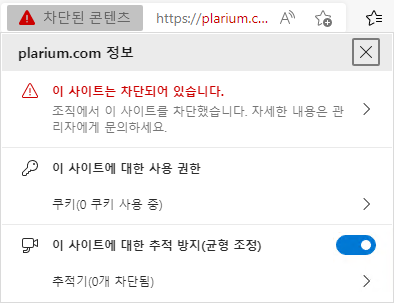 차단된 콘텐츠 https://plarium.c...
plarium.com 정보
이 사이트는 차단되어 있습니다.
조직에서 이 사이트를 차단했습니다. 자세한 내용은 관
리자에게 문의하세요.
이 사이트에 대한 사용 권한
쿠키(0 쿠키 사용 중)
이 사이트에 대한 추적 방지(균형 조정)
추적기(0개 차단됨)